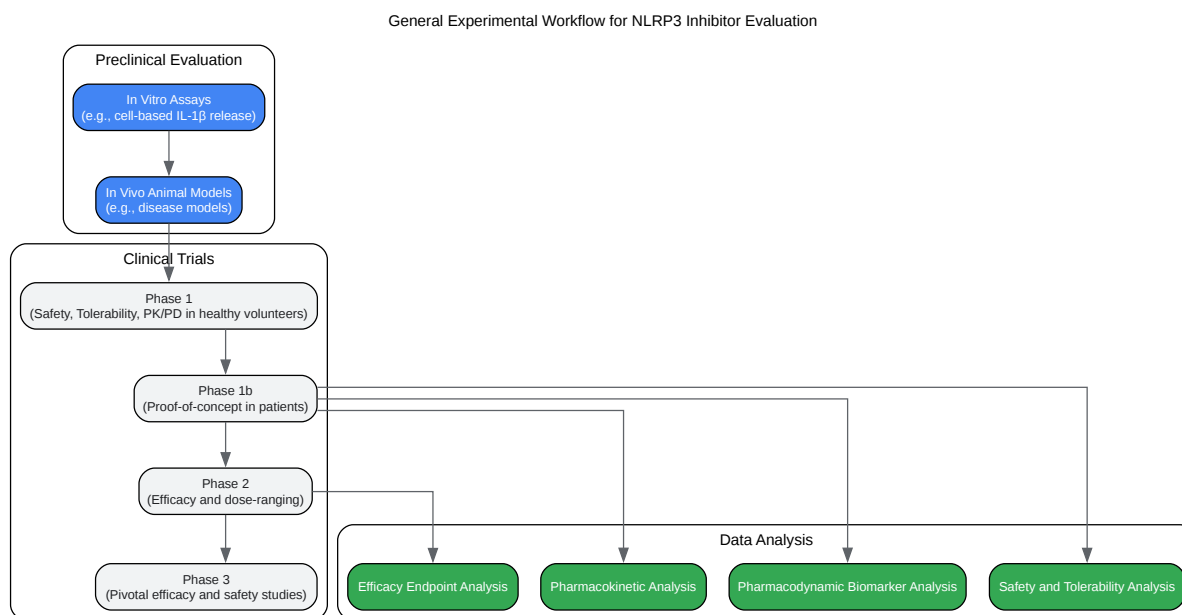 General Experimental Workflow for NLRP3 Inhibitor Evaluation
Preclinical Evaluation
In Vitro Assays
(e.g., cell-based IL-1β release)
In Vivo Animal Models
(e.g., disease models)
Clinical Trials
Phase 1
(Safety, Tolerability, PK/PD in healthy volunteers)
Phase 1b
(Proof-of-concept in patients)
Phase 2
(Efficacy and dose-ranging)
Phase 3
(Pivotal efficacy and safety studies)
Data Analysis
Efficacy Endpoint Analysis
Pharmacokinetic Analysis
Pharmacodynamic Biomarker Analysis
Safety and Tolerability Analysis